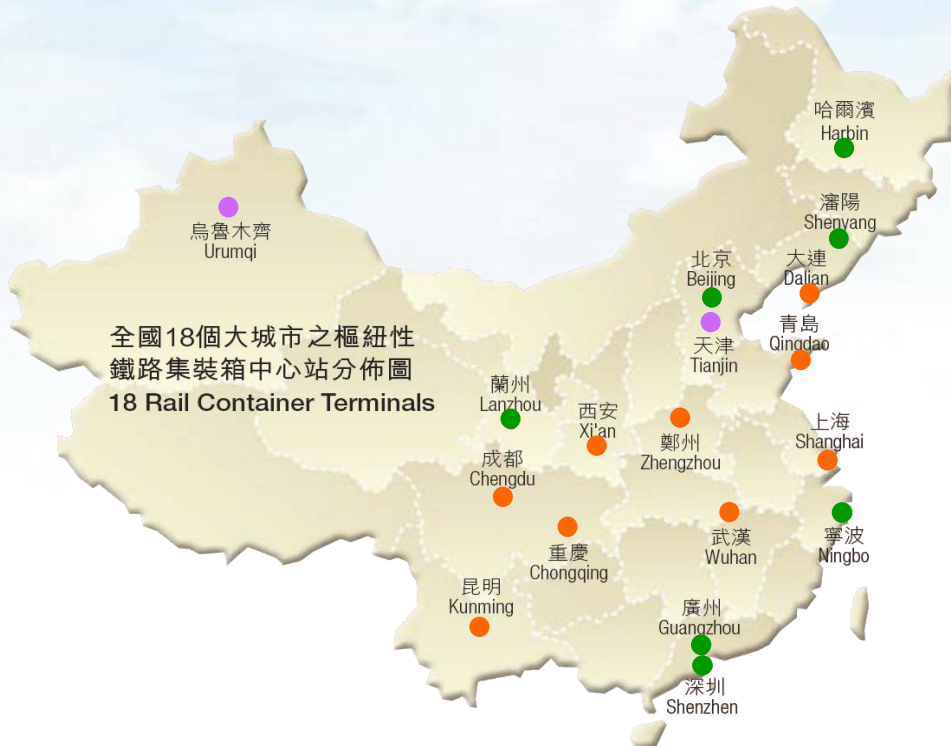 哈爾濱
Harbin
瀋陽
Shenyang
烏魯木齊
Urumqi
北京
Beijing
大連
Dalian
天津
Tianjin
青島
Qingdao
全國18個大城市之樞紐性
鐵路集裝箱中心站分佈圖
18 Rail Container Terminals
蘭州
Lanzhou
西安
Xi'an
鄭州
Zhengzhou
上海
Shanghai
成都
Chengdu
重慶
Chongqing
武漢
Wuhan
寧波
Ningbo
昆明
Kunming
廣州
Guangzhou
深圳
Shenzhen